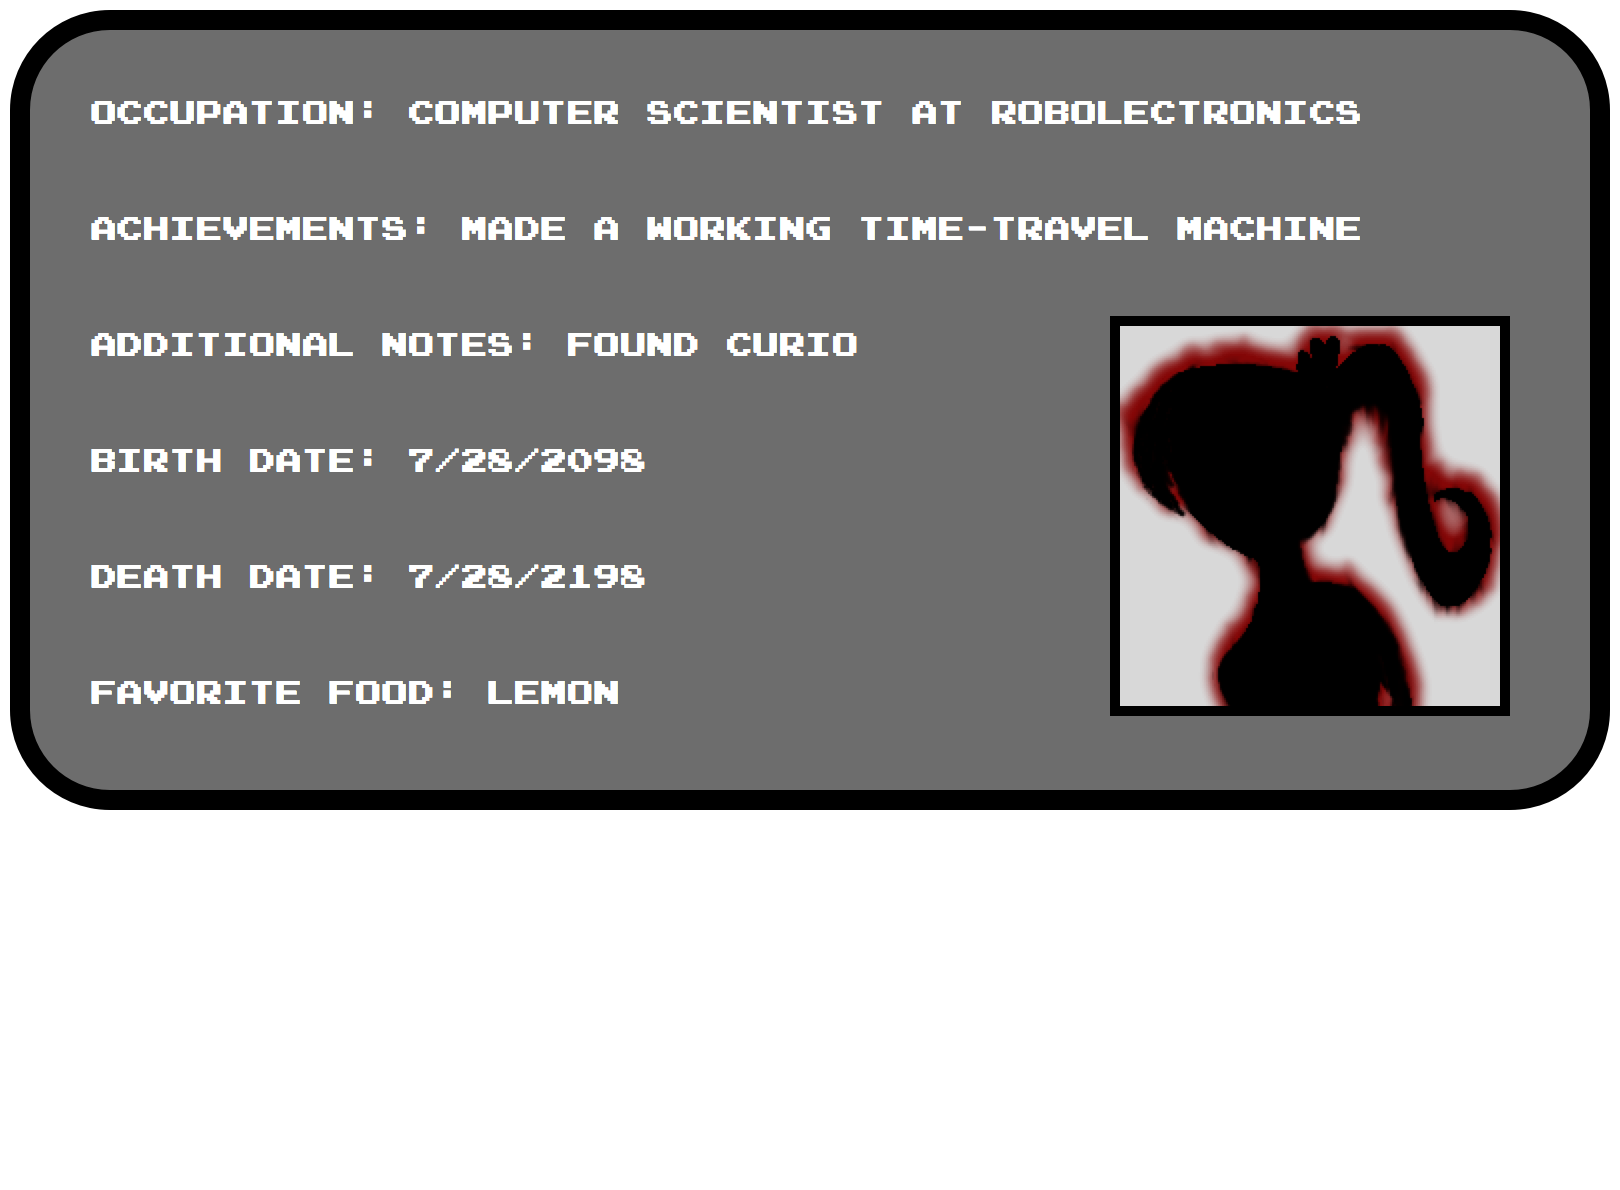 OCCUPATION: COMPUTER SCIENTIST AT ROBOLECTRONICS
ACHIEVEMENTS: MADE A WORKING TIME-TRAVEL MACHINE
ADDITIONAL NOTES: FOUND CURIO
BIRTH DATE: 7/28/2098
DEATH DATE: 7/28/2198
FAVORITE FOOD: LEMON